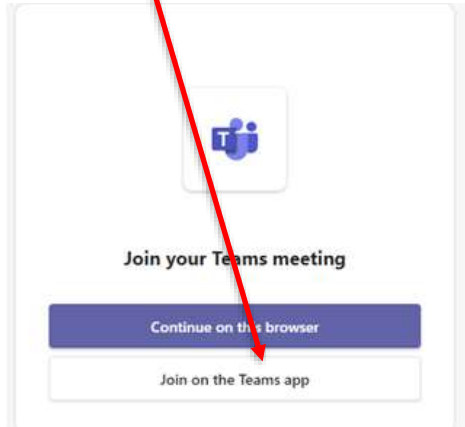 T
Join your Teams meeting
Continue on this browser
Join on the Teams app